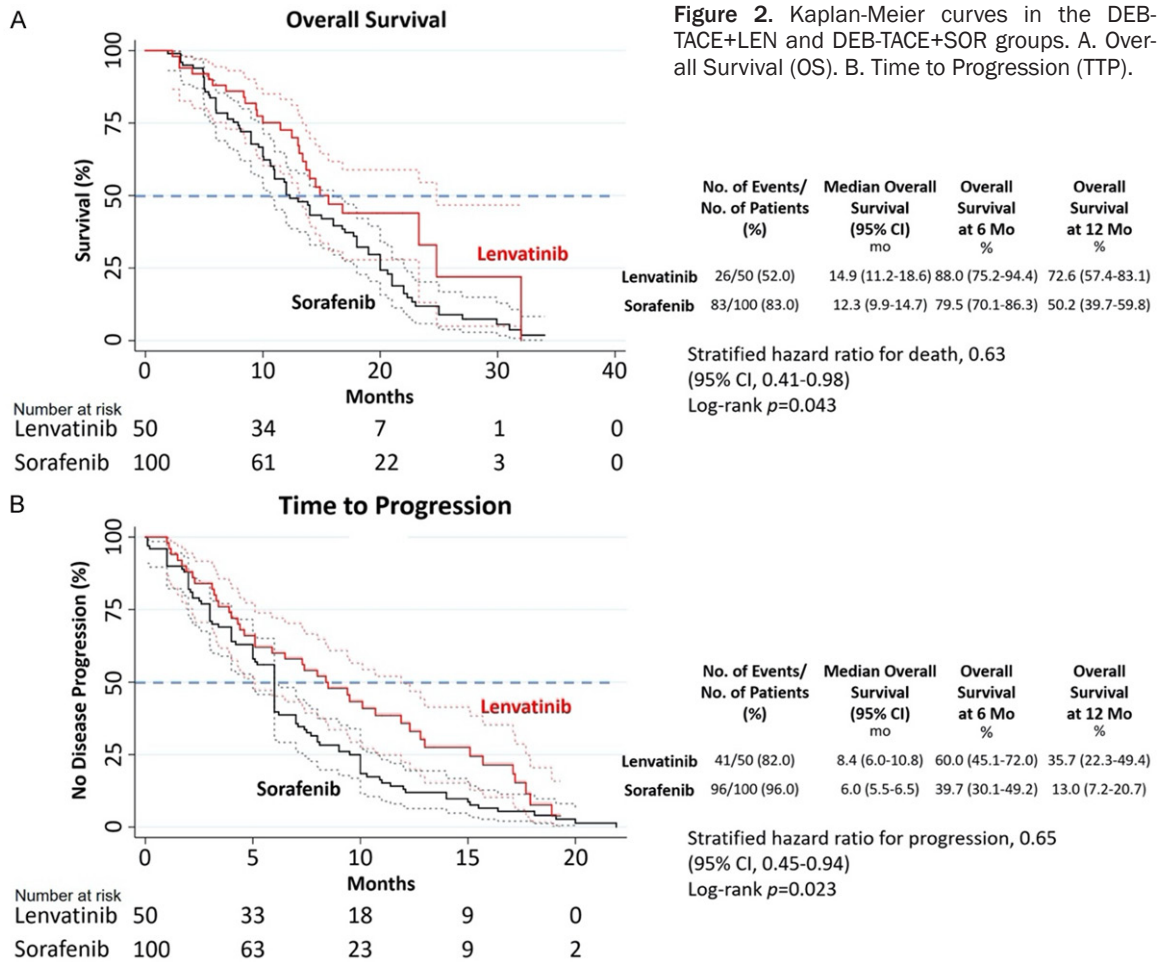 A
Overall Survival
Figure 2. Kaplan-Meier curves in the DEB-
TACE+LEN and DEB-TACE+SOR groups. A. Over-
all Survival (OS). B. Time to Progression (TTP).
Survival (%)
100
75
50
25
0
Lenvatinib
Sorafenib
0 10 20 30 40
Months
Number at risk
Lenvatinib 50 34 7 1 0
Sorafenib 100 61 22 3 0
No. of Events/ Median Overall Overall Overall
No. of Patients Survival Survival Survival
(%) (95% CI) at 6 Mo at 12 Mo
mo % %
Lenvatinib 26/50 (52.0) 14.9 (11.2-18.6) 88.0 (75.2-94.4) 72.6 (57.4-83.1)
Sorafenib 83/100 (83.0) 12.3 (9.9-14.7) 79.5 (70.1-86.3) 50.2 (39.7-59.8)
Stratified hazard ratio for death, 0.63
(95% CI, 0.41-0.98)
Log-rank p=0.043
B
Time to Progression
No Disease Progression (%)
100
75
50
25
0
Lenvatinib
Sorafenib
0 5 10 15 20
Months
Number at risk
Lenvatinib 50 33 18 9 0
Sorafenib 100 63 23 9 2
No. of Events/ Median Overall Overall Overall
No. of Patients Survival Survival Survival
(%) (95% CI) at 6 Mo at 12 Mo
mo % %
Lenvatinib 41/50 (82.0) 8.4 (6.0-10.8) 60.0 (45.1-72.0) 35.7 (22.3-49.4)
Sorafenib 96/100 (96.0) 6.0 (5.5-6.5) 39.7 (30.1-49.2) 13.0 (7.2-20.7)
Stratified hazard ratio for progression, 0.65
(95% CI, 0.45-0.94)
Log-rank p=0.023